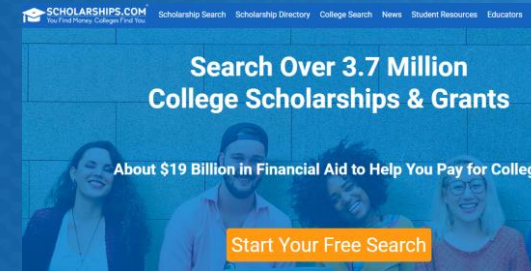 SCHOLARSHIPS.COM
You Find Money. Colleges Find You.
Scholarship Search Scholarship Directory College Search News Student Resources Educators
Search Over 3.7 Million
College Scholarships & Grants
About $19 Billion in Financial Aid to Help You Pay for Colleg
Start Your Free Search